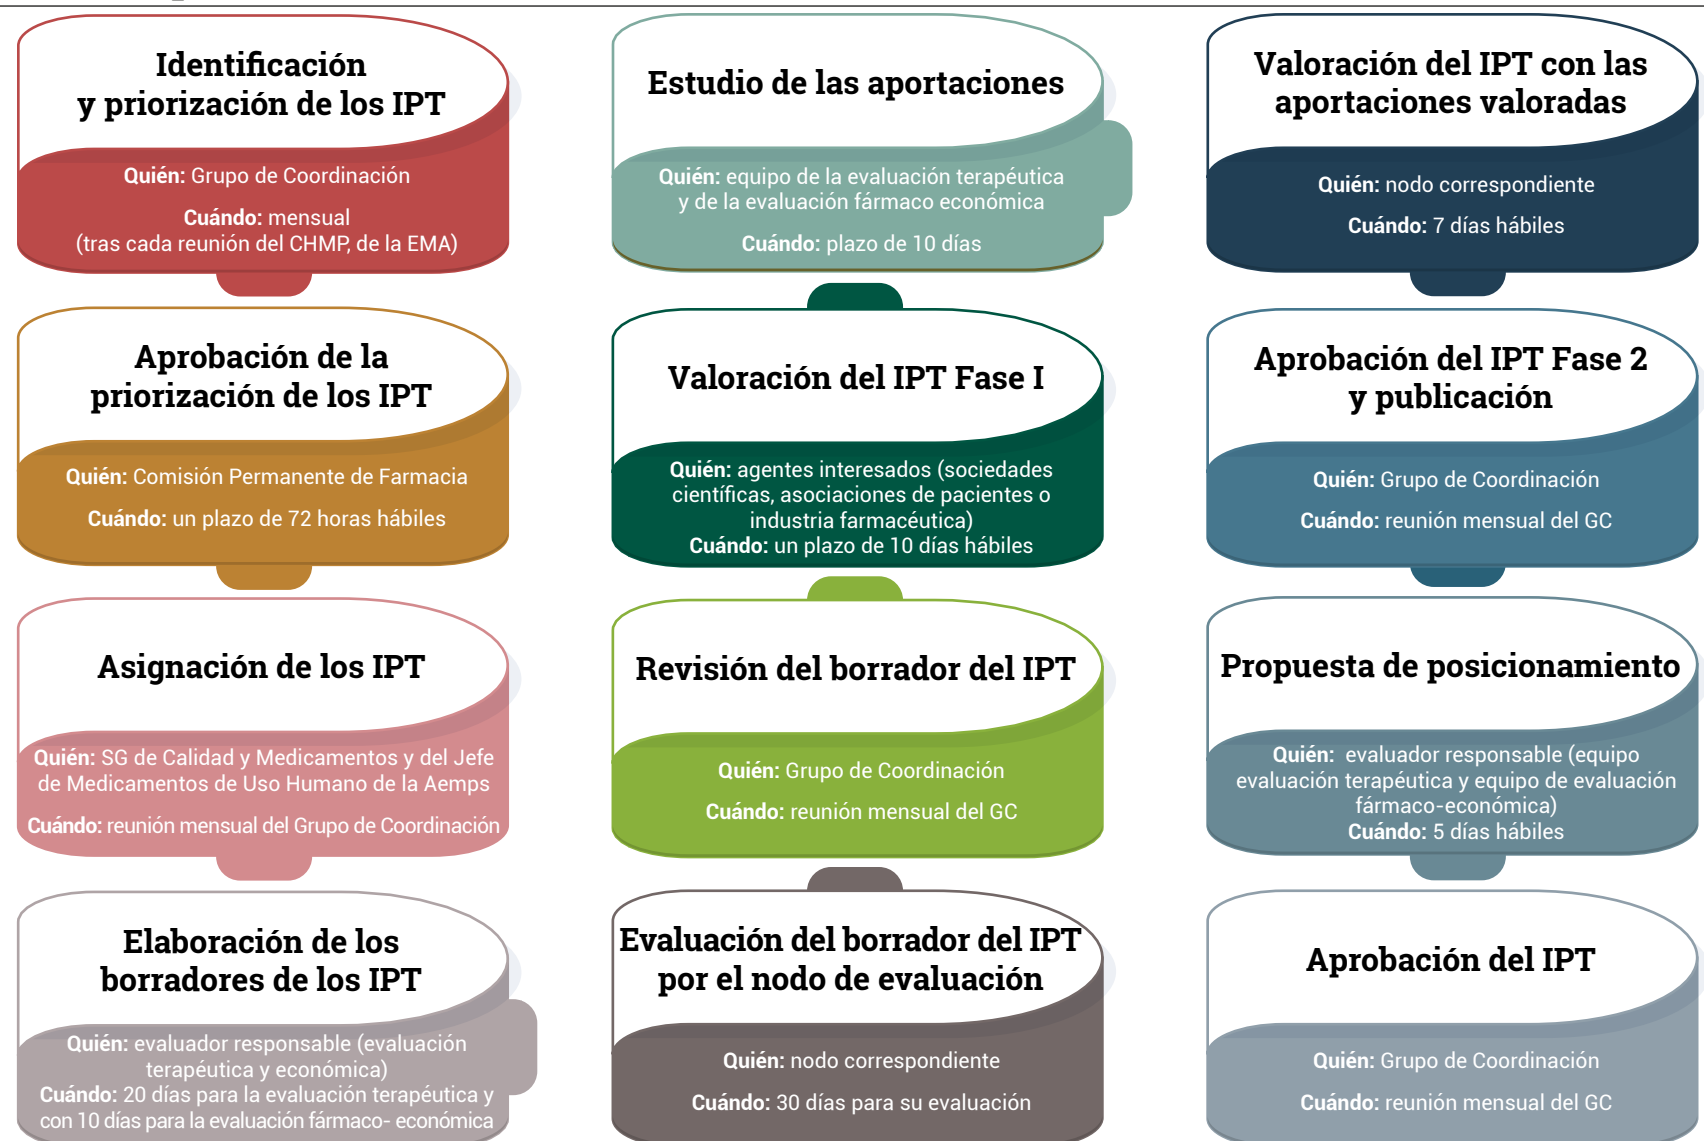 Identificación
y priorización de los IPT
Quién: Grupo de Coordinación
Cuándo: mensual
(tras cada reunión del CHMP, de la EMA)
Aprobación de la
priorización de los IPT
Quién: Comisión Permanente de Farmacia
Cuándo: un plazo de 72 horas hábiles
Asignación de los IPT
Quién: SG de Calidad y Medicamentos y del Jefe
de Medicamentos de Uso Humano de la Aemps
Cuándo: reunión mensual del Grupo de Coordinación
Elaboración de los
borradores de los IPT
Quién: evaluador responsable (evaluación
terapéutica y económica)
Cuándo: 20 días para la evaluación terapéutica y
con 10 días para la evaluación fármaco- económica
Estudio de las aportaciones
Quién: equipo de la evaluación terapéutica
y de la evaluación fármaco económica
Cuándo: plazo de 10 días
Valoración del IPT Fase I
Quién: agentes interesados (sociedades
científicas, asociaciones de pacientes o
industria farmacéutica)
Cuándo: un plazo de 10 días hábiles
Revisión del borrador del IPT
Quién: Grupo de Coordinación
Cuándo: reunión mensual del GC
Evaluación del borrador del IPT
por el nodo de evaluación
Quién: nodo correspondiente
Cuándo: 30 días para su evaluación
Valoración del IPT con las
aportaciones valoradas
Quién: nodo correspondiente
Cuándo: 7 días hábiles
Aprobación del IPT Fase 2
y publicación
Quién: Grupo de Coordinación
Cuándo: reunión mensual del GC
Propuesta de posicionamiento
Quién: evaluador responsable (equipo
evaluación terapéutica y equipo de evaluación
fármaco-económica)
Cuándo: 5 días hábiles
Aprobación del IPT
Quién: Grupo de Coordinación
Cuándo: reunión mensual del GC